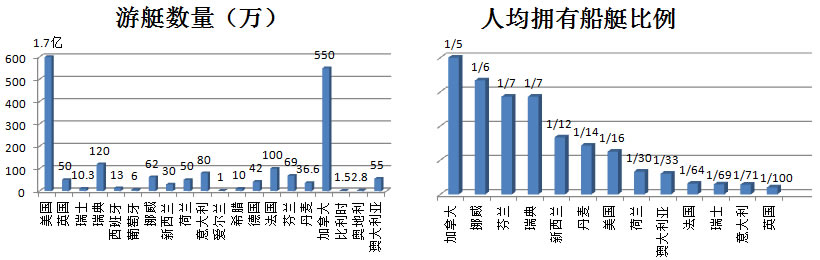 游艇数量（万）
1.7亿
600
500
400
300
200
100
0
50
10.3
120
13
6
62
30
50
80
1
10
42
100
69
36.6
550
1.5
2.8
55
美国
英国
瑞士
瑞典
西班牙
葡萄牙
挪威
新西兰
荷兰
意大利
爱尔兰
希腊
德国
法国
芬兰
丹麦
加拿大
比利时
奥地利
澳大利亚
人均拥有船艇比例
1/5
1/6
1/7
1/7
1/12
1/14
1/16
1/30
1/33
1/64
1/69
1/71
1/100
加拿大
挪威
芬兰
瑞典
新西兰
丹麦
美国
荷兰
澳大利亚
法国
瑞士
意大利
英国